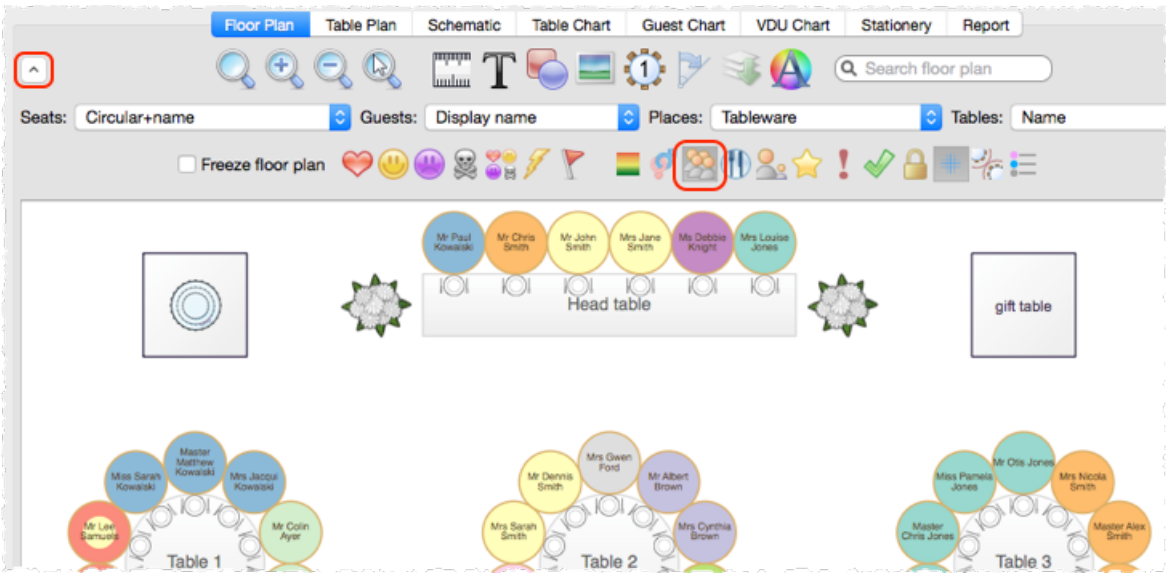 Floor Plan Table Plan Schematic Table Chart Guest Chart VDU Chart Stationery Report
T 1 A Search floor plan
Seats: Circular+name Guests: Display name Places: Tableware Tables: Name
Freeze floor plan
Mr Paul
Kowalski
Mr Chris
Smith
Mr John
Smith
Mrs Jane
Smith
Ms Debbie
Knight
Mrs Louise
Jones
Head table
gift table
Master
Matthew
Kowalski
Miss Sarah
Kowalski
Mrs Jacqui
Kowalski
Mr Lee
Samuels
Mr Colin
Ayer
Table 1
Mrs Gwen
Ford
Mr Dennis
Smith
Mr Albert
Brown
Mrs Sarah
Smith
Mrs Cynthia
Brown
Table 2
Mr Otis Jones
Miss Pamela
Jones
Mrs Nicola
Smith
Master
Chris Jones
Master Alex
Smith
Table 3